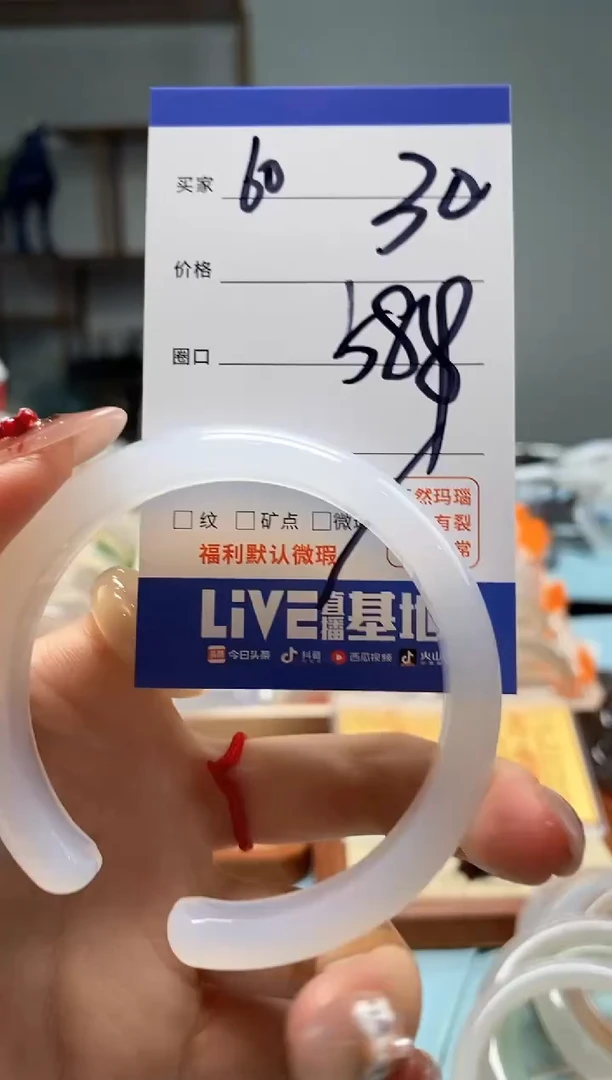 买家 60
30
价格
588
圈口
然玛瑙
□纹 □矿点 □微
有裂
常
福利默认微瑕
LiVE直播基地
今日头条 抖音 西瓜视频 火山